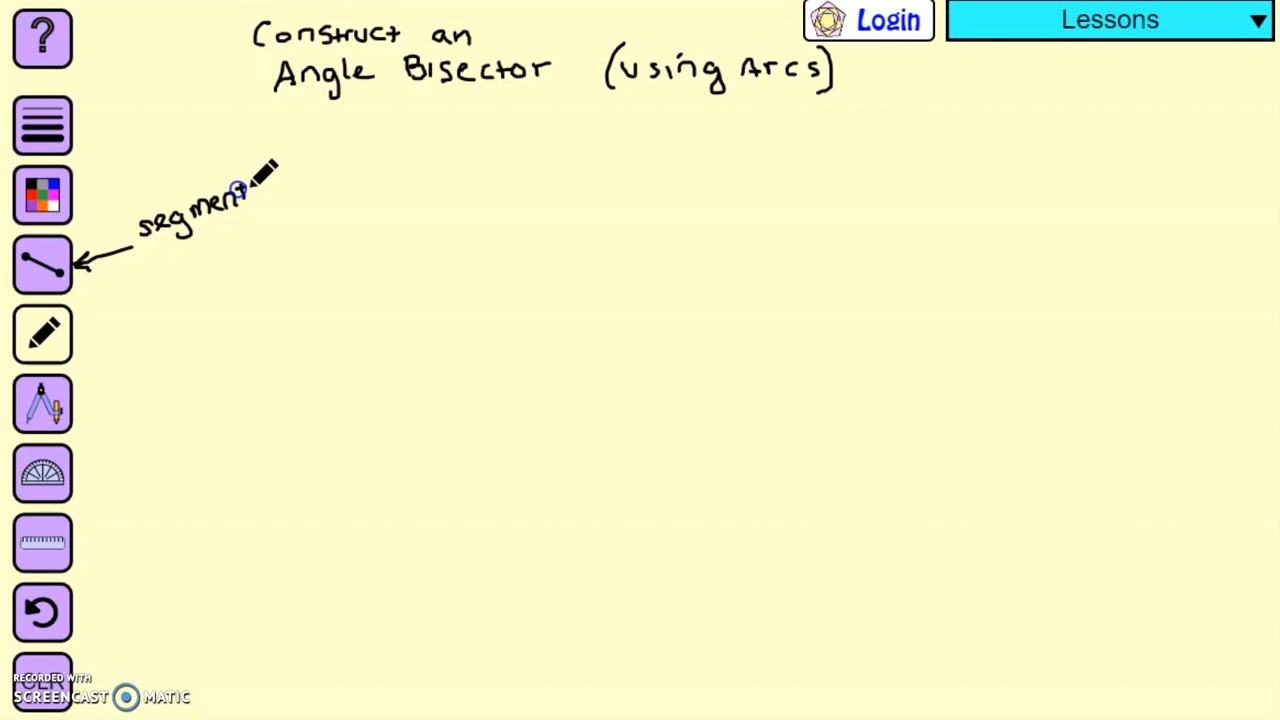 Construct an
Angle Bisector (using Arcs)
Login
Lessons
segment
RECORDED WITH
SCREENCAST MATIC